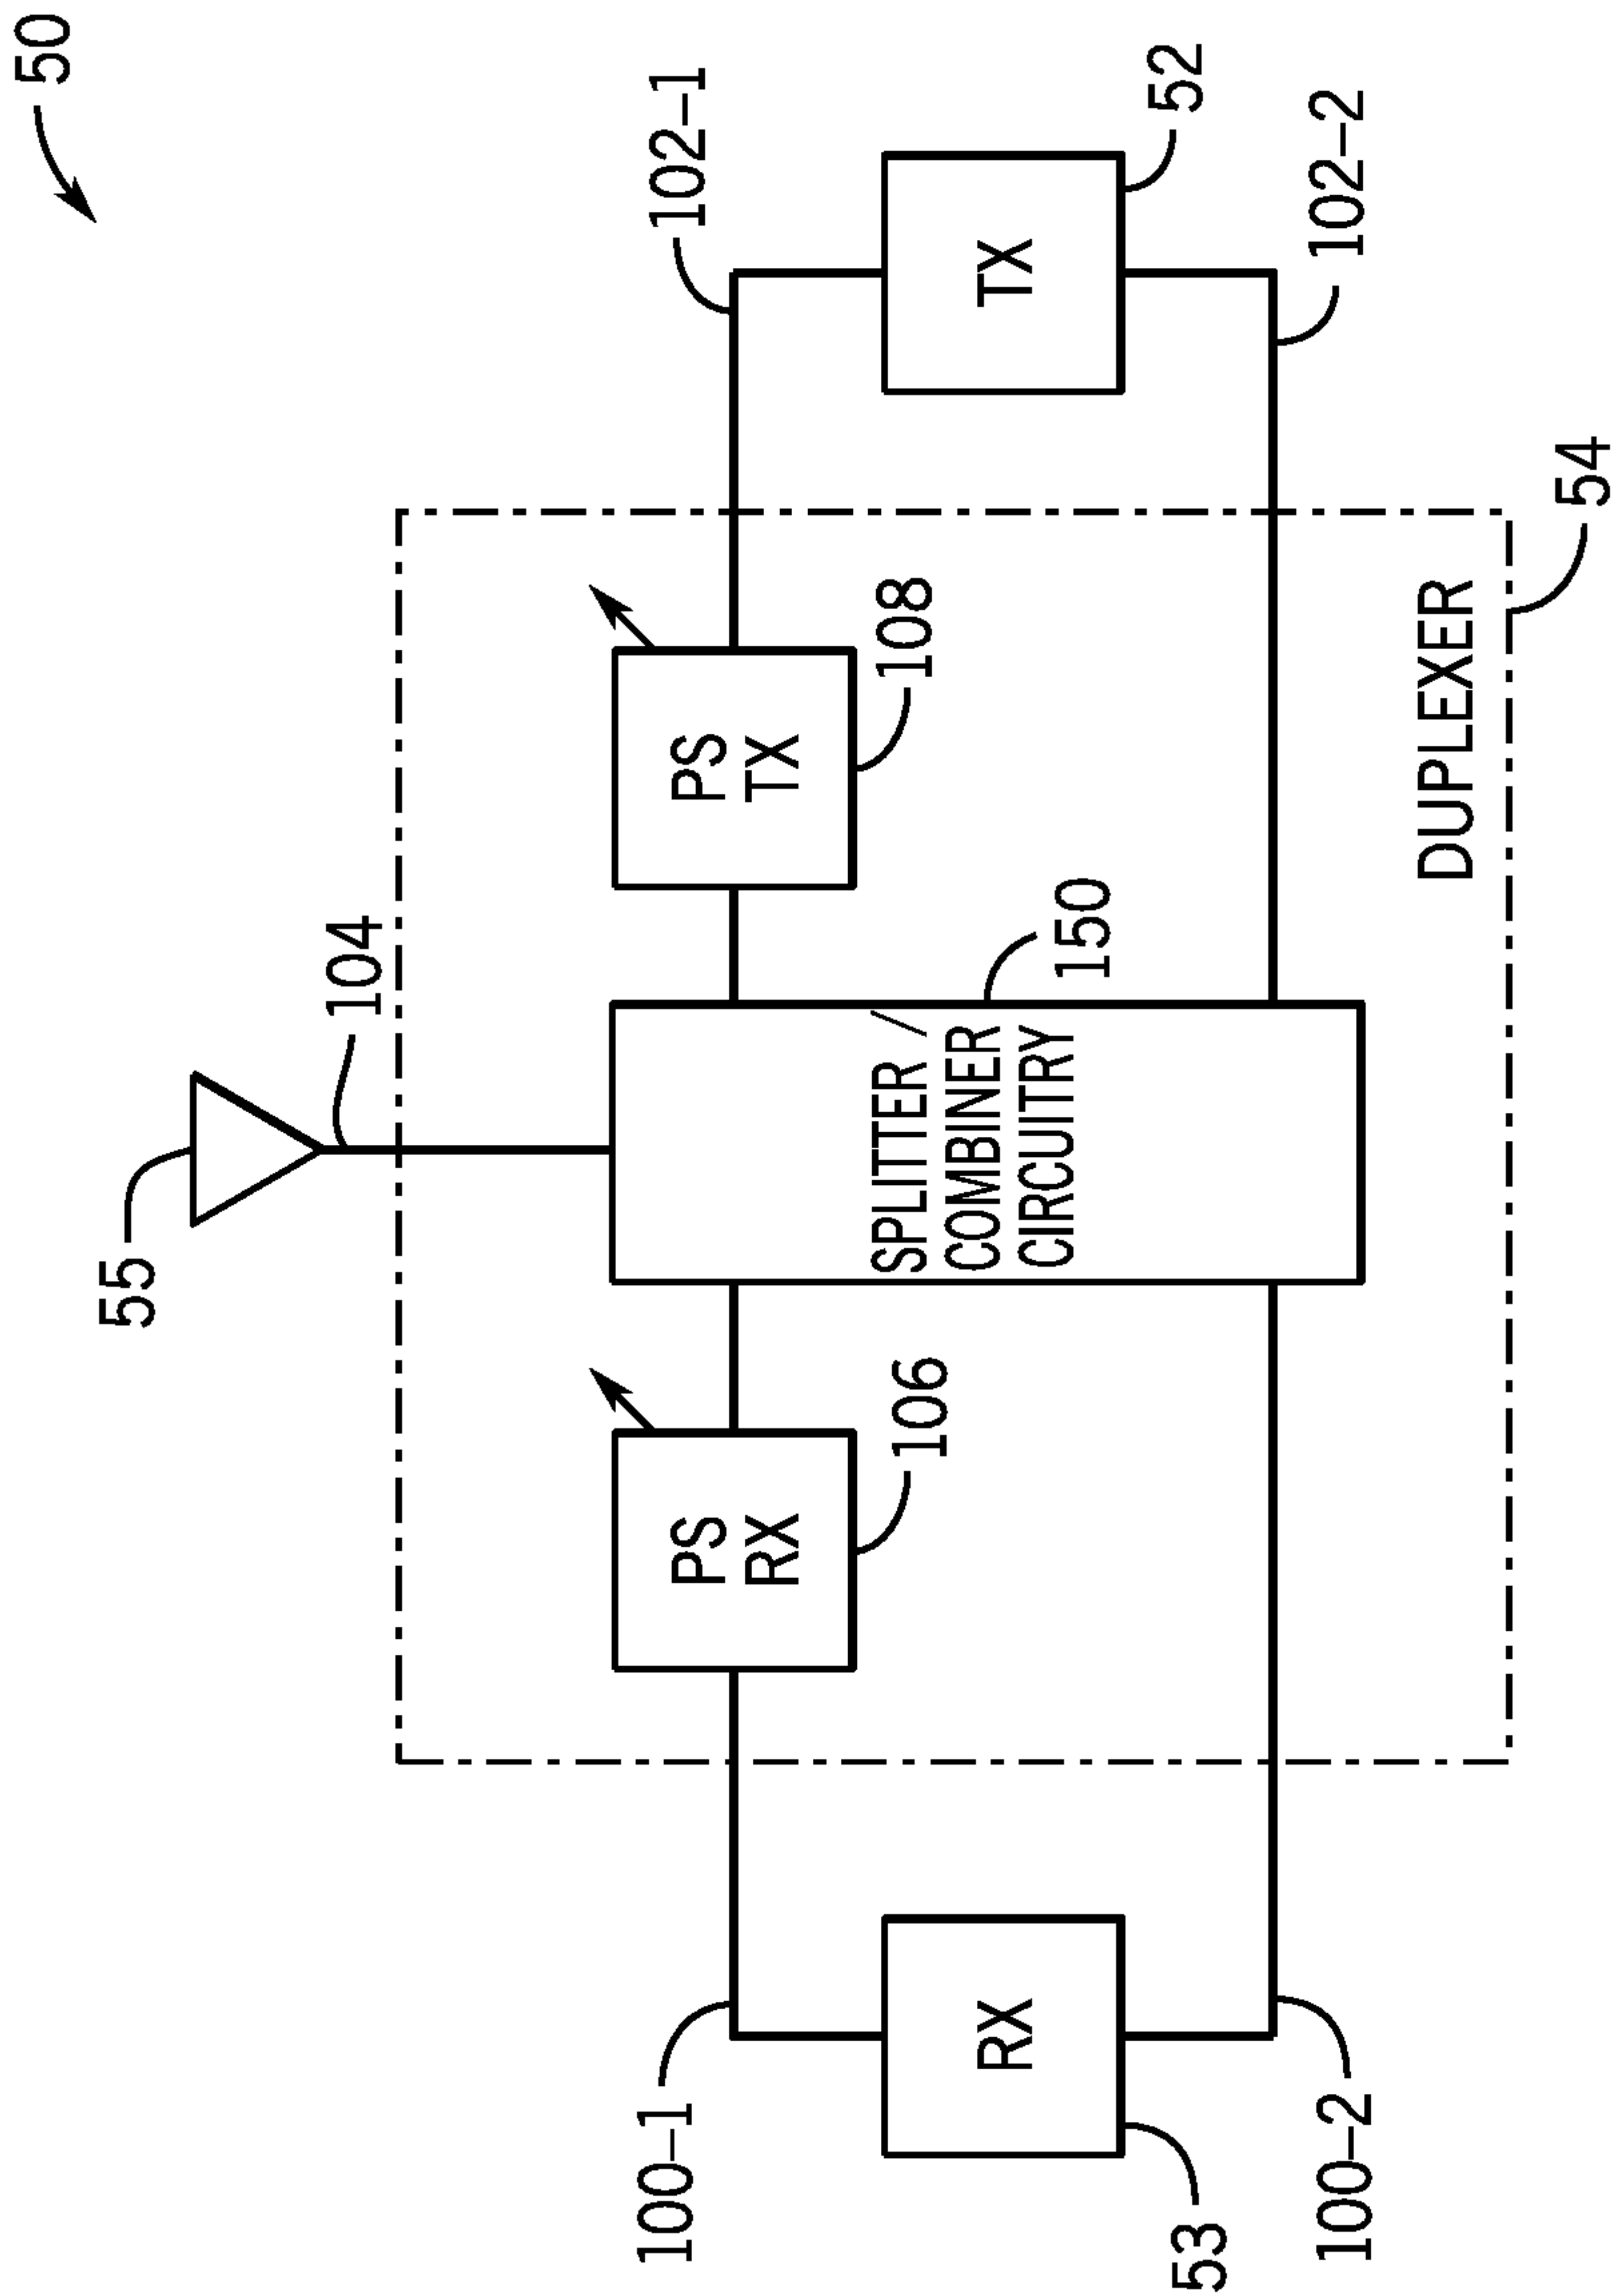 50
55
104
102-1
100-1
PS
RX
PS
TX
106
108
SPLITTER /
COMBINER
CIRCUITRY
150
RX
TX
53
52
100-2
102-2
DUPLEXER
54